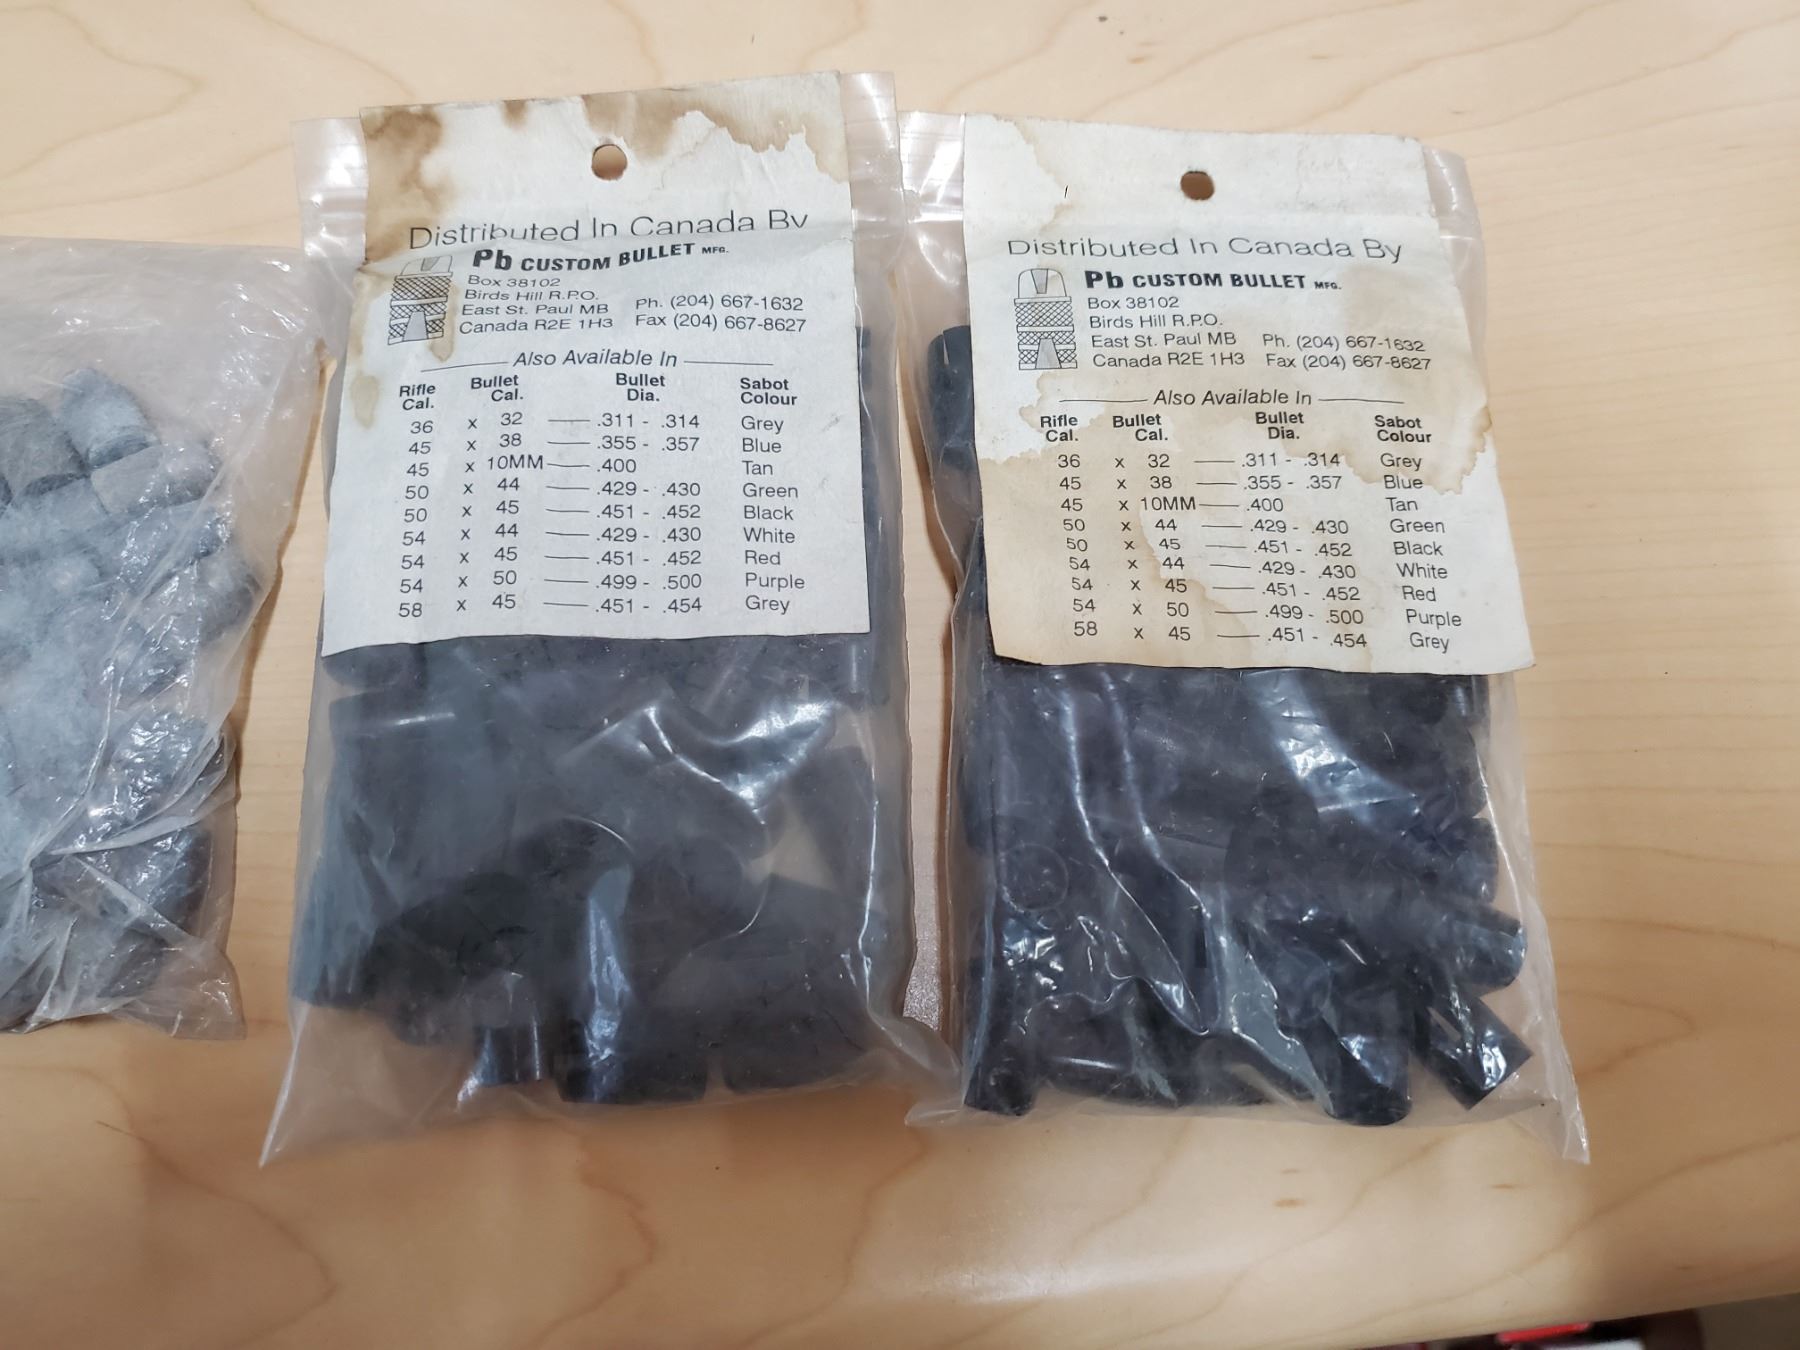 Distributed In Canada By
Pb CUSTOM BULLET MFG.
Box 38102
Birds Hill R.P.O.
East St. Paul MB Ph. (204) 667-1632
Canada R2E 1H3 Fax (204) 667-8627
Also Available In
Rifle Cal. Bullet Cal. Bullet Dia. Sabot Colour
36 x 32 .311 - .314 Grey
45 x 38 .355 - .357 Blue
45 x 10MM .400 Tan
50 x 44 .429 - .430 Green
50 x 45 .451 - .452 Black
54 x 44 .429 - .430 White
54 x 45 .451 - .452 Red
54 x 50 .499 - .500 Purple
58 x 45 .451 - .454 Grey
Distributed In Canada By
Pb CUSTOM BULLET MFG.
Box 38102
Birds Hill R.P.O.
East St. Paul MB Ph. (204) 667-1632
Canada R2E 1H3 Fax (204) 667-8627
Also Available In
Rifle Cal. Bullet Cal. Bullet Dia. Sabot Colour
36 x 32 .311 - .314 Grey
45 x 38 .355 - .357 Blue
45 x 10MM .400 Tan
50 x 44 .429 - .430 Green
50 x 45 .451 - .452 Black
54 x 44 .429 - .430 White
54 x 45 .451 - .452 Red
54 x 50 .499 - .500 Purple
58 x 45 .451 - .454 Grey